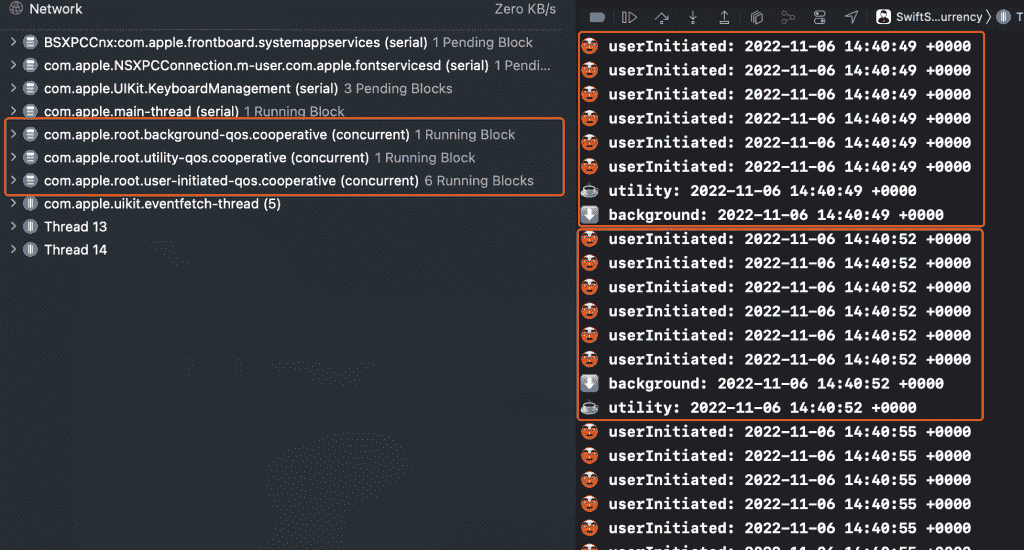 Network
Zero KB/s
BSXPCCnx:com.apple.frontboard.systemappservices (serial) 1 Pending Block
com.apple.NSXPCConnection.m-user.com.apple.fontservicesd (serial) 1 Pendi...
com.apple.UIKit.KeyboardManagement (serial) 3 Pending Blocks
com.apple.main-thread (serial) 1 Running Block
com.apple.root.background-qos.cooperative (concurrent) 1 Running Block
com.apple.root.utility-qos.cooperative (concurrent) 1 Running Block
com.apple.root.user-initiated-qos.cooperative (concurrent) 6 Running Blocks
com.apple.uikit.eventfetch-thread (5)
Thread 13
Thread 14
SwiftS...urrency
userInitiated: 2022-11-06 14:40:49 +0000
userInitiated: 2022-11-06 14:40:49 +0000
userInitiated: 2022-11-06 14:40:49 +0000
userInitiated: 2022-11-06 14:40:49 +0000
userInitiated: 2022-11-06 14:40:49 +0000
userInitiated: 2022-11-06 14:40:49 +0000
utility: 2022-11-06 14:40:49 +0000
background: 2022-11-06 14:40:49 +0000
userInitiated: 2022-11-06 14:40:52 +0000
userInitiated: 2022-11-06 14:40:52 +0000
userInitiated: 2022-11-06 14:40:52 +0000
userInitiated: 2022-11-06 14:40:52 +0000
userInitiated: 2022-11-06 14:40:52 +0000
userInitiated: 2022-11-06 14:40:52 +0000
background: 2022-11-06 14:40:52 +0000
utility: 2022-11-06 14:40:52 +0000
userInitiated: 2022-11-06 14:40:55 +0000
userInitiated: 2022-11-06 14:40:55 +0000
userInitiated: 2022-11-06 14:40:55 +0000
userInitiated: 2022-11-06 14:40:55 +0000
userInitiated: 2022-11-06 14:40:55 +0000